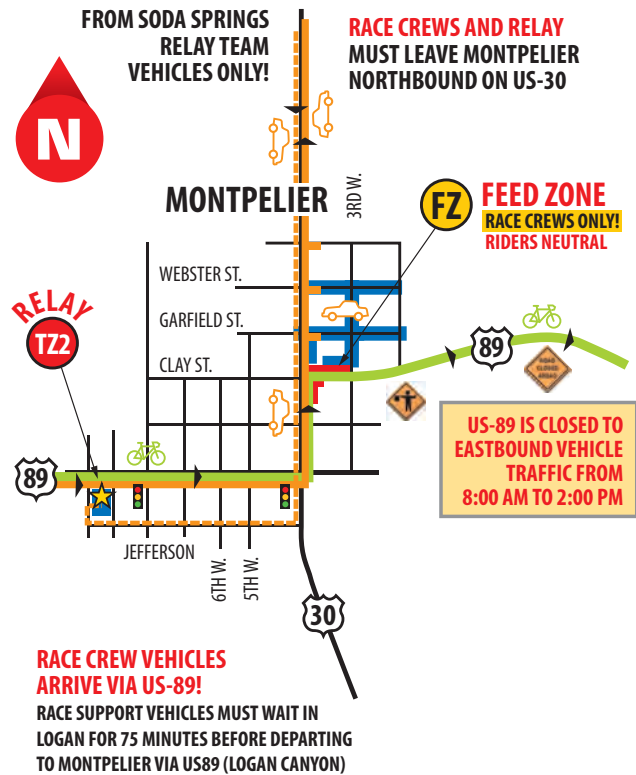 FROM SODA SPRINGS
RELAY TEAM
VEHICLES ONLY!
RACE CREWS AND RELAY
MUST LEAVE MONTPELIER
NORTHBOUND ON US-30
N
MONTPELIER
3RD W.
FZ
FEED ZONE
RACE CREWS ONLY!
RIDERS NEUTRAL
WEBSTER ST.
GARFIELD ST.
CLAY ST.
RELAY
TZ2
89
ROAD
CLOSED
AHEAD
US-89 IS CLOSED TO
EASTBOUND VEHICLE
TRAFFIC FROM
8:00 AM TO 2:00 PM
89
JEFFERSON
6TH W.
5TH W.
30
RACE CREW VEHICLES
ARRIVE VIA US-89!
RACE SUPPORT VEHICLES MUST WAIT IN
LOGAN FOR 75 MINUTES BEFORE DEPARTING
TO MONTPELIER VIA US89 (LOGAN CANYON)